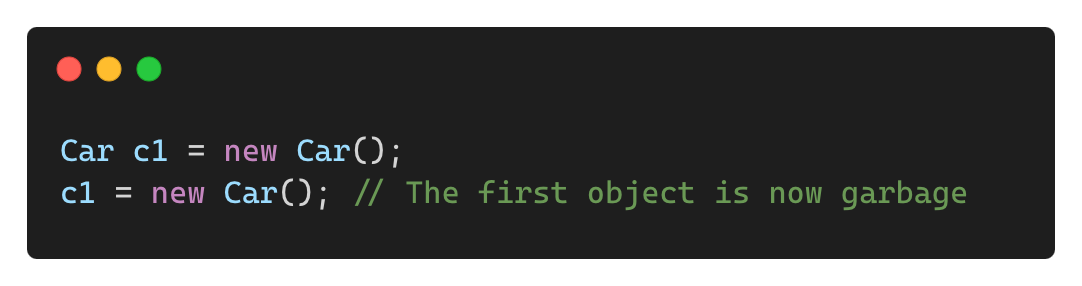 Car c1 = new Car();
c1 = new Car(); // The first object is now garbage